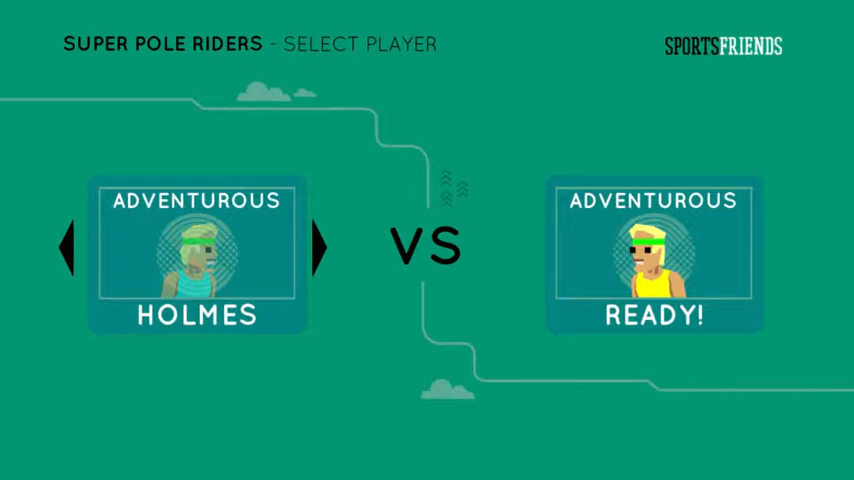 SUPER POLE RIDERS - SELECT PLAYER
SPORTSFRIENDS
ADVENTUROUS
HOLMES
VS
ADVENTUROUS
READY!